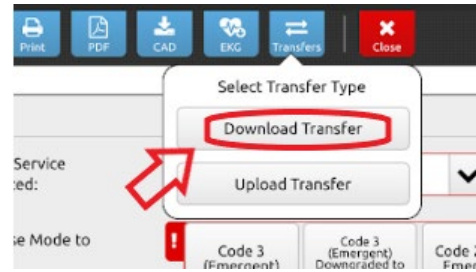 Print PDF CAD EKG Transfers Close
Select Transfer Type
Download Transfer
Service
ted:
Upload Transfer
se Mode to
!
Code 3
(Emergent)
Code 3
(Emergent)
Downgraded to
Code